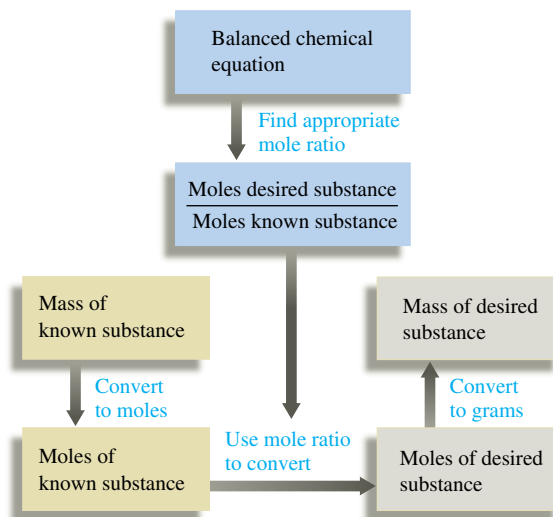 Balanced chemical
equation
Find appropriate
mole ratio
Moles desired substance
Moles known substance
Mass of
known substance
Mass of desired
substance
Convert
to moles
Convert
to grams
Use mole ratio
to convert
Moles of
known substance
Moles of desired
substance